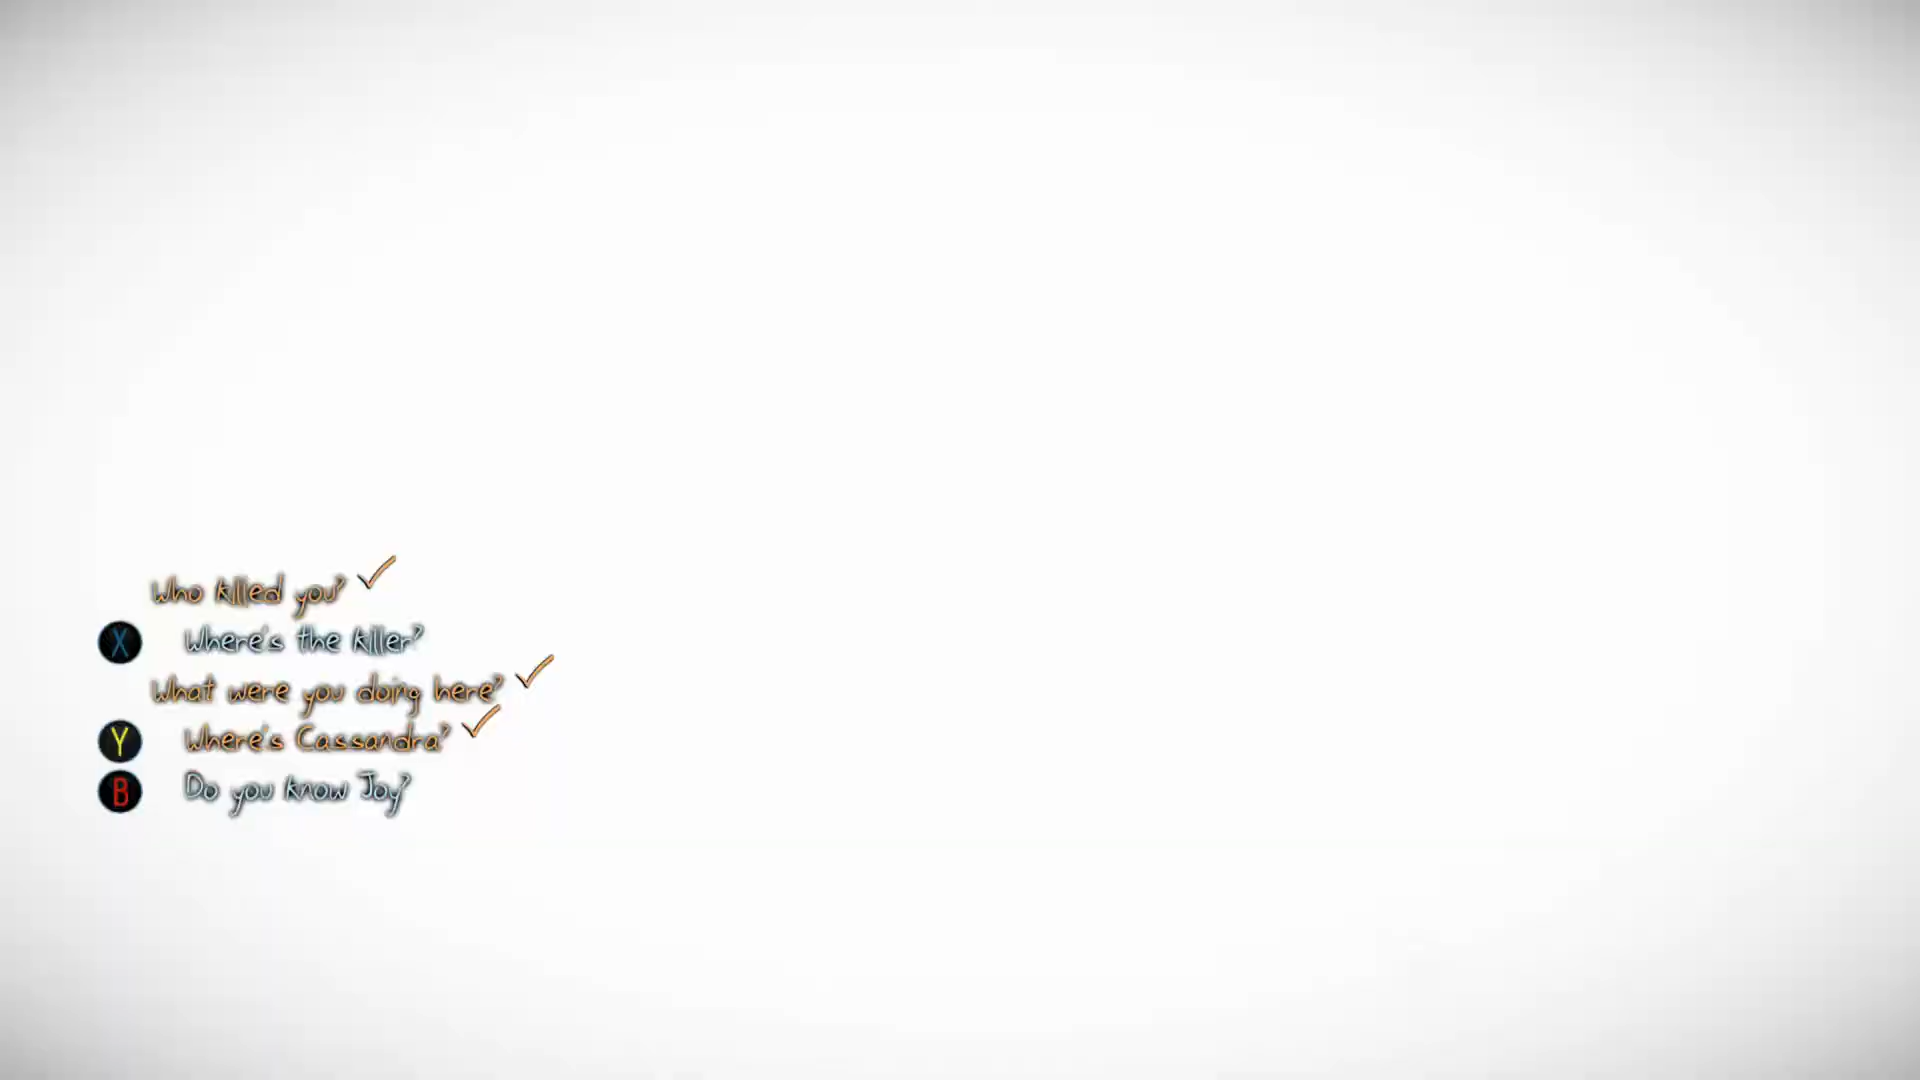 Who killed you? ✓
X Where's the killer?
What were you doing here? ✓
Y Where's Cassandra? ✓
B Do you know Joy?